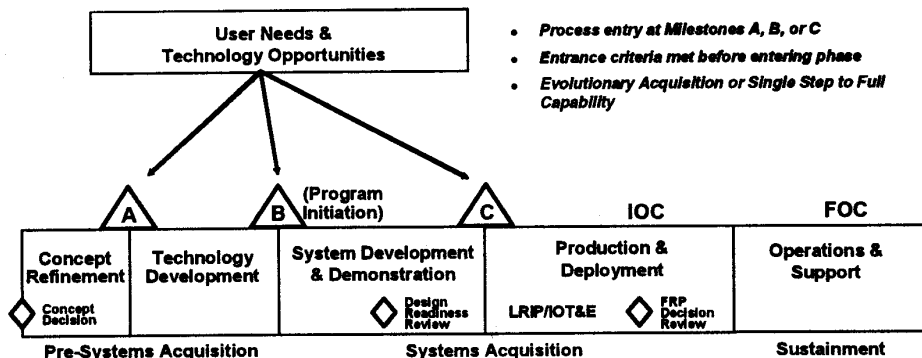 User Needs &
Technology Opportunities
• Process entry at Milestones A, B, or C
• Entrance criteria met before entering phase
• Evolutionary Acquisition or Single Step to Full
Capability
A
B
(Program
Initiation)
C
IOC
FOC
Concept
Refinement
Technology
Development
System Development
& Demonstration
Production &
Deployment
Operations &
Support
Concept
Decision
Design
Readiness
Review
LRIP/IOT&E
FRP
Decision
Review
Pre-Systems Acquisition
Systems Acquisition
Sustainment